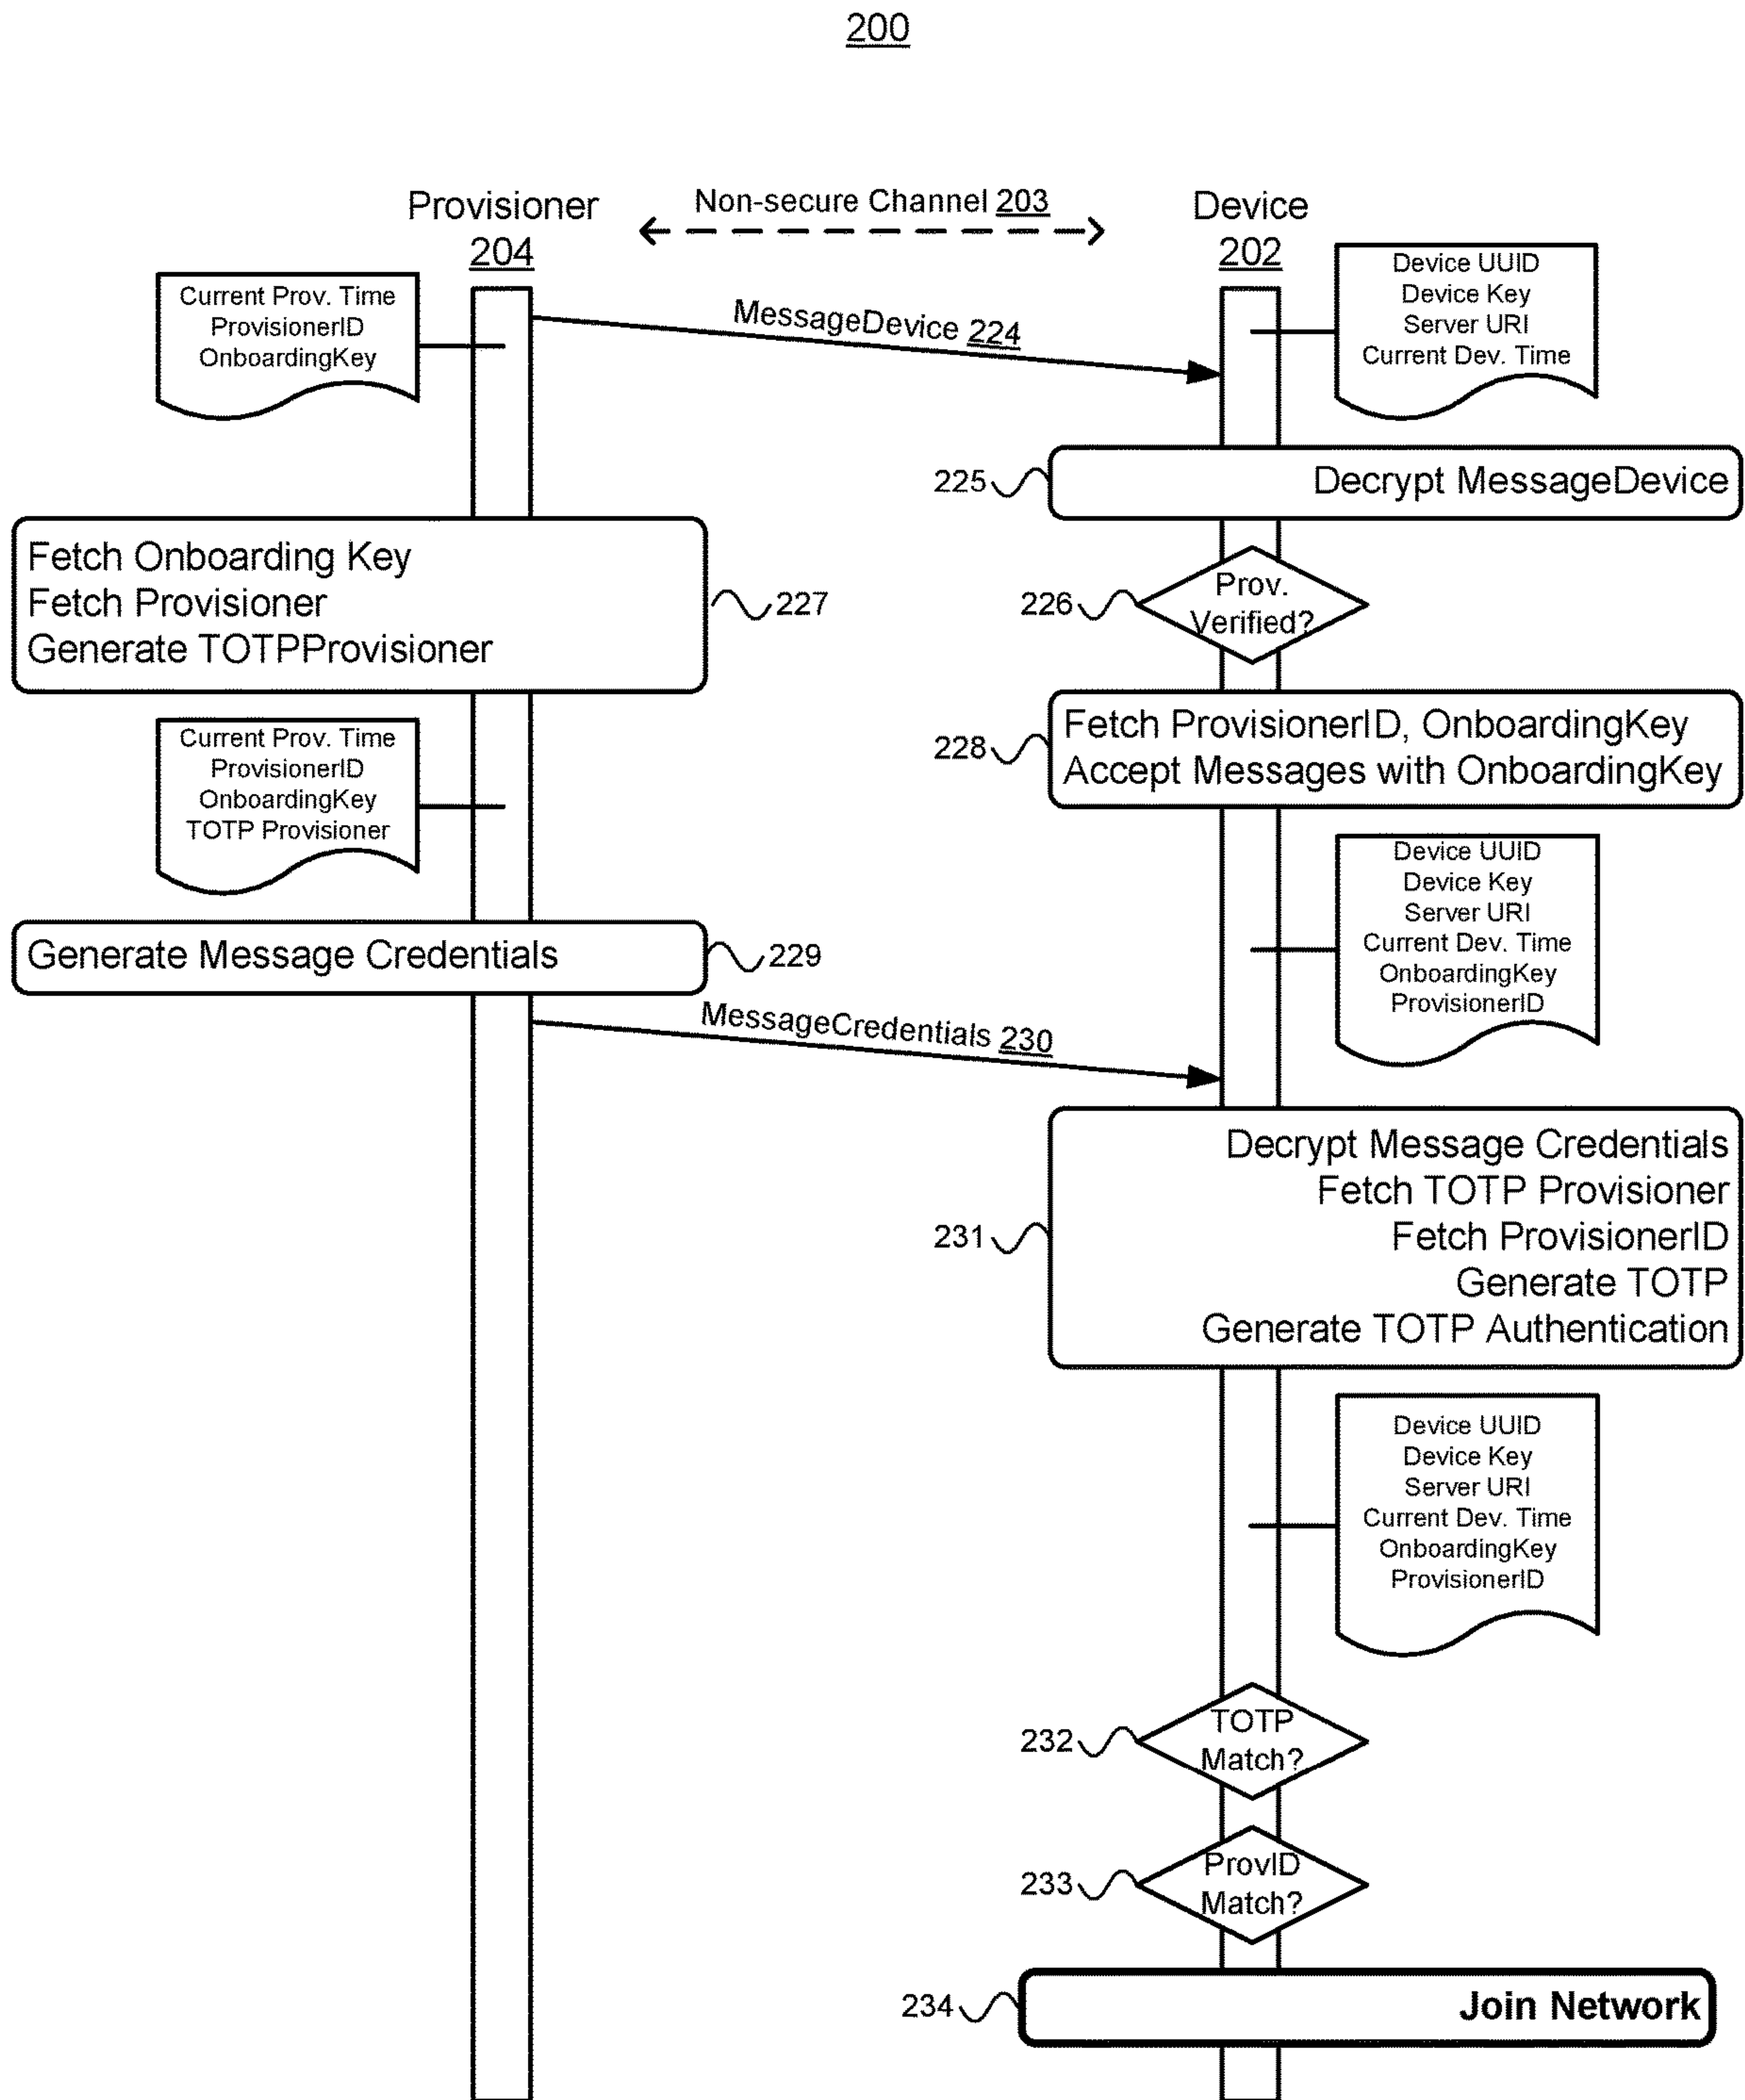 200
Provisioner
204
Non-secure Channel 203
Device
202
Current Prov. Time
ProvisionerID
OnboardingKey
MessageDevice 224
Device UUID
Device Key
Server URI
Current Dev. Time
225
Decrypt MessageDevice
Fetch Onboarding Key
Fetch Provisioner
Generate TOTPProvisioner
227
226
Prov.
Verified?
228
Fetch ProvisionerID, OnboardingKey
Accept Messages with OnboardingKey
Current Prov. Time
ProvisionerID
OnboardingKey
TOTP Provisioner
Device UUID
Device Key
Server URI
Current Dev. Time
OnboardingKey
ProvisionerID
Generate Message Credentials
229
MessageCredentials 230
231
Decrypt Message Credentials
Fetch TOTP Provisioner
Fetch ProvisionerID
Generate TOTP
Generate TOTP Authentication
Device UUID
Device Key
Server URI
Current Dev. Time
OnboardingKey
ProvisionerID
232
TOTP
Match?
233
ProvID
Match?
234
Join Network